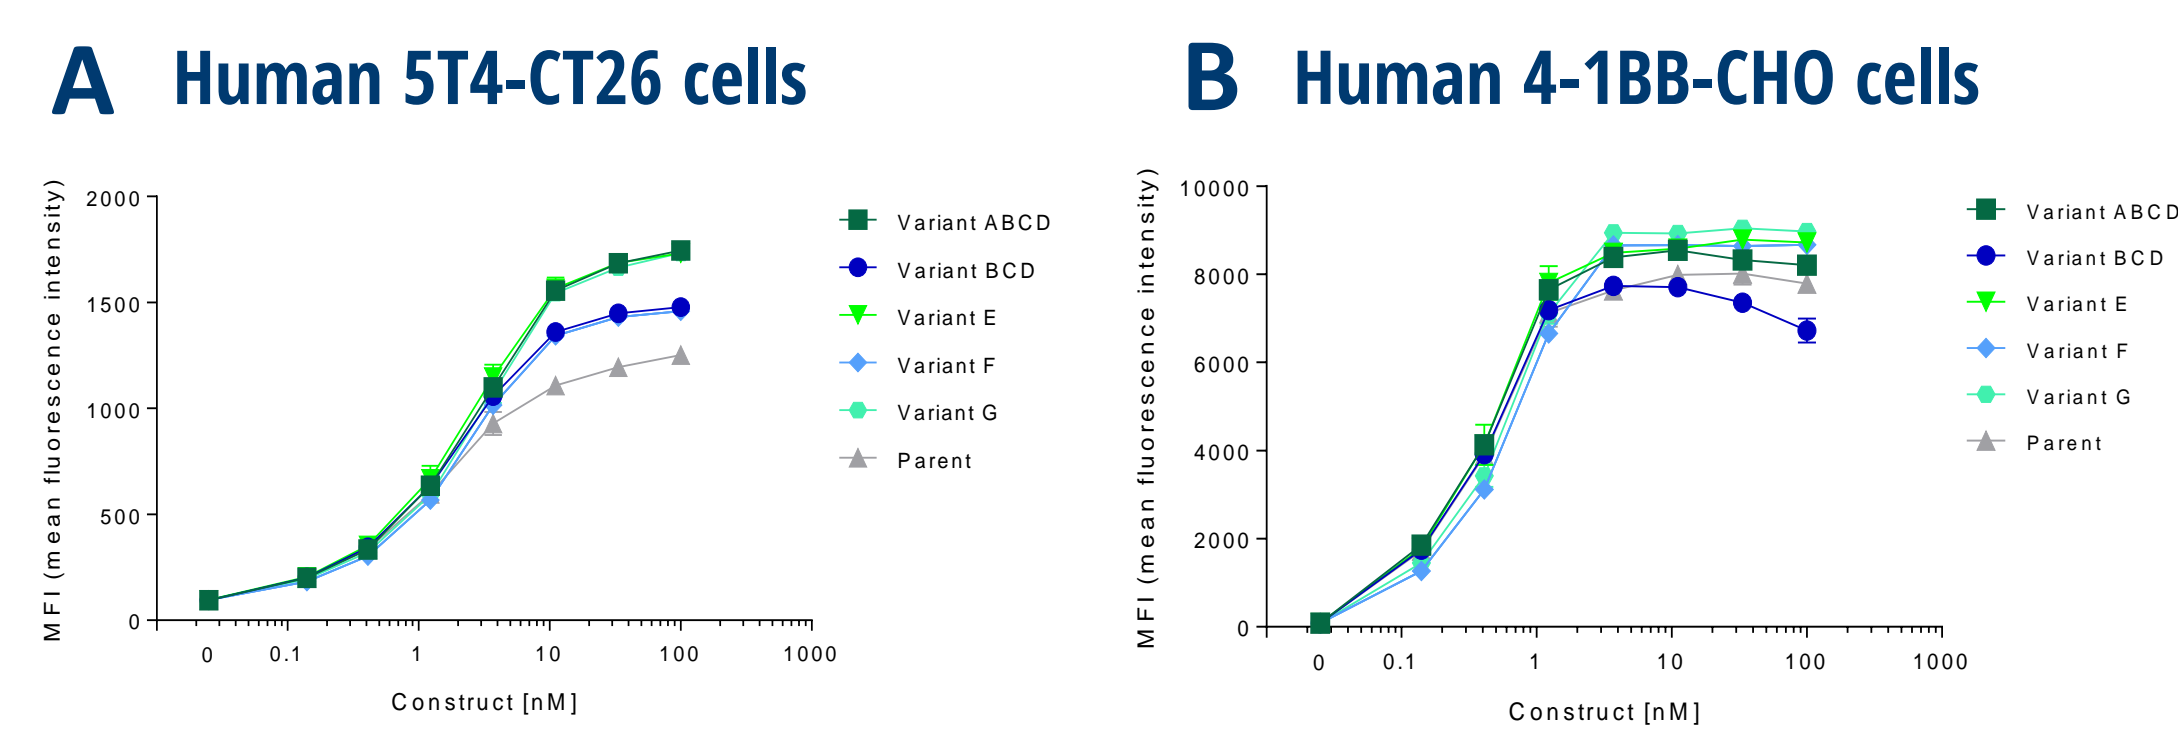 A Human 5T4-CT26 cells
MFI (mean fluorescence intensity)
2000
1500
1000
500
0
0 0.1 1 10 100 1000
Construct [nM]
Variant ABCD
Variant BCD
Variant E
Variant F
Variant G
Parent
B Human 4-1BB-CHO cells
MFI (mean fluorescence intensity)
10000
8000
6000
4000
2000
0
0 0.1 1 10 100 1000
Construct [nM]
Variant ABCD
Variant BCD
Variant E
Variant F
Variant G
Parent